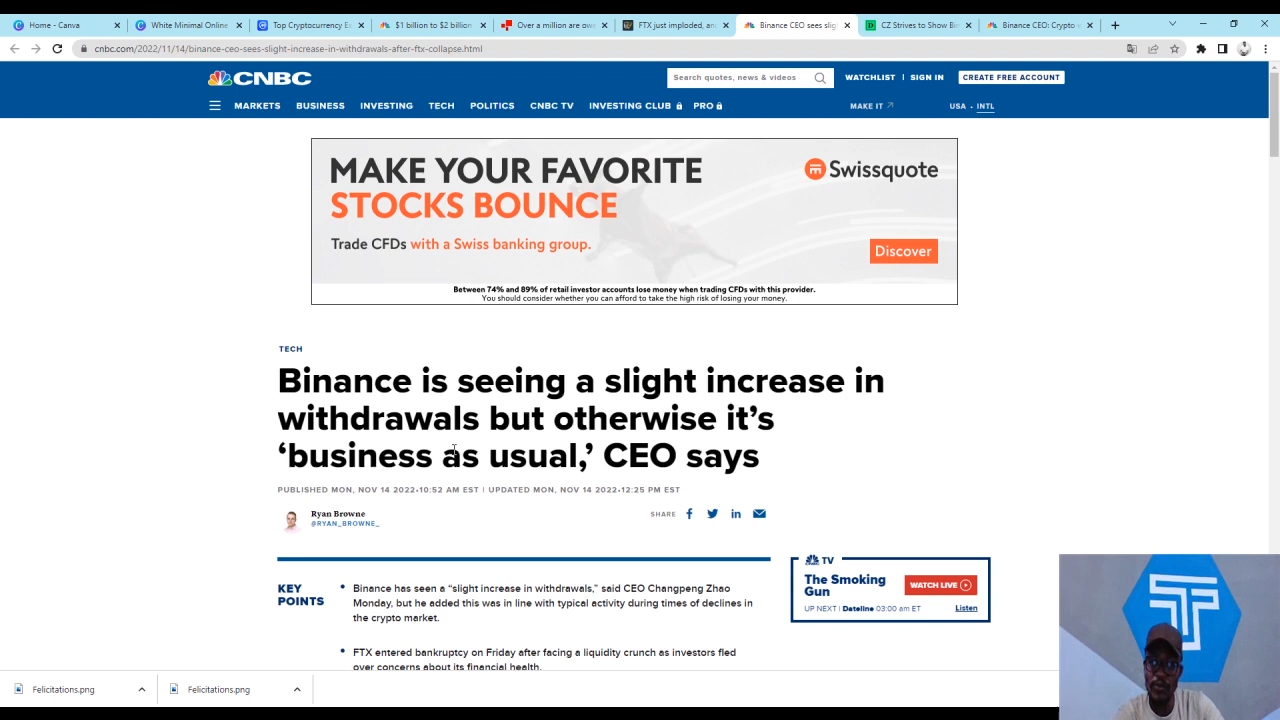 Home - Canva
White Minimal Online
Top Cryptocurrency E
$1 billion to $2 billion
Over a million are owe
FTX just imploded, an
Binance CEO sees slig
CZ Strives to Show Bi
Binance CEO: Crypto
cnbc.com/2022/11/14/binance-ceo-sees-slight-increase-in-withdrawals-after-ftx-collapse.html
CNBC
Search quotes, news & videos
WATCHLIST | SIGN IN
CREATE FREE ACCOUNT
MARKETS BUSINESS INVESTING TECH POLITICS CNBC TV INVESTING CLUB PRO
MAKE IT
USA • INTL
MAKE YOUR FAVORITE
STOCKS BOUNCE
Trade CFDs with a Swiss banking group.
Swissquote
Discover
Between 74% and 89% of retail investor accounts lose money when trading CFDs with this provider.
You should consider whether you can afford to take the high risk of losing your money.
TECH
Binance is seeing a slight increase in
withdrawals but otherwise it’s
‘business as usual,’ CEO says
PUBLISHED MON, NOV 14 2022•10:52 AM EST | UPDATED MON, NOV 14 2022•12:25 PM EST
Ryan Browne
@RYAN_BROWNE_
SHARE
KEY
POINTS
Binance has seen a “slight increase in withdrawals,” said CEO Changpeng Zhao
Monday, but he added this was in line with typical activity during times of declines in
the crypto market.
FTX entered bankruptcy on Friday after facing a liquidity crunch as investors fled
over concerns about its financial health.
TV
The Smoking
Gun
WATCH LIVE
UP NEXT | Dateline 03:00 am ET
Listen
Felicitations.png
Felicitations.png